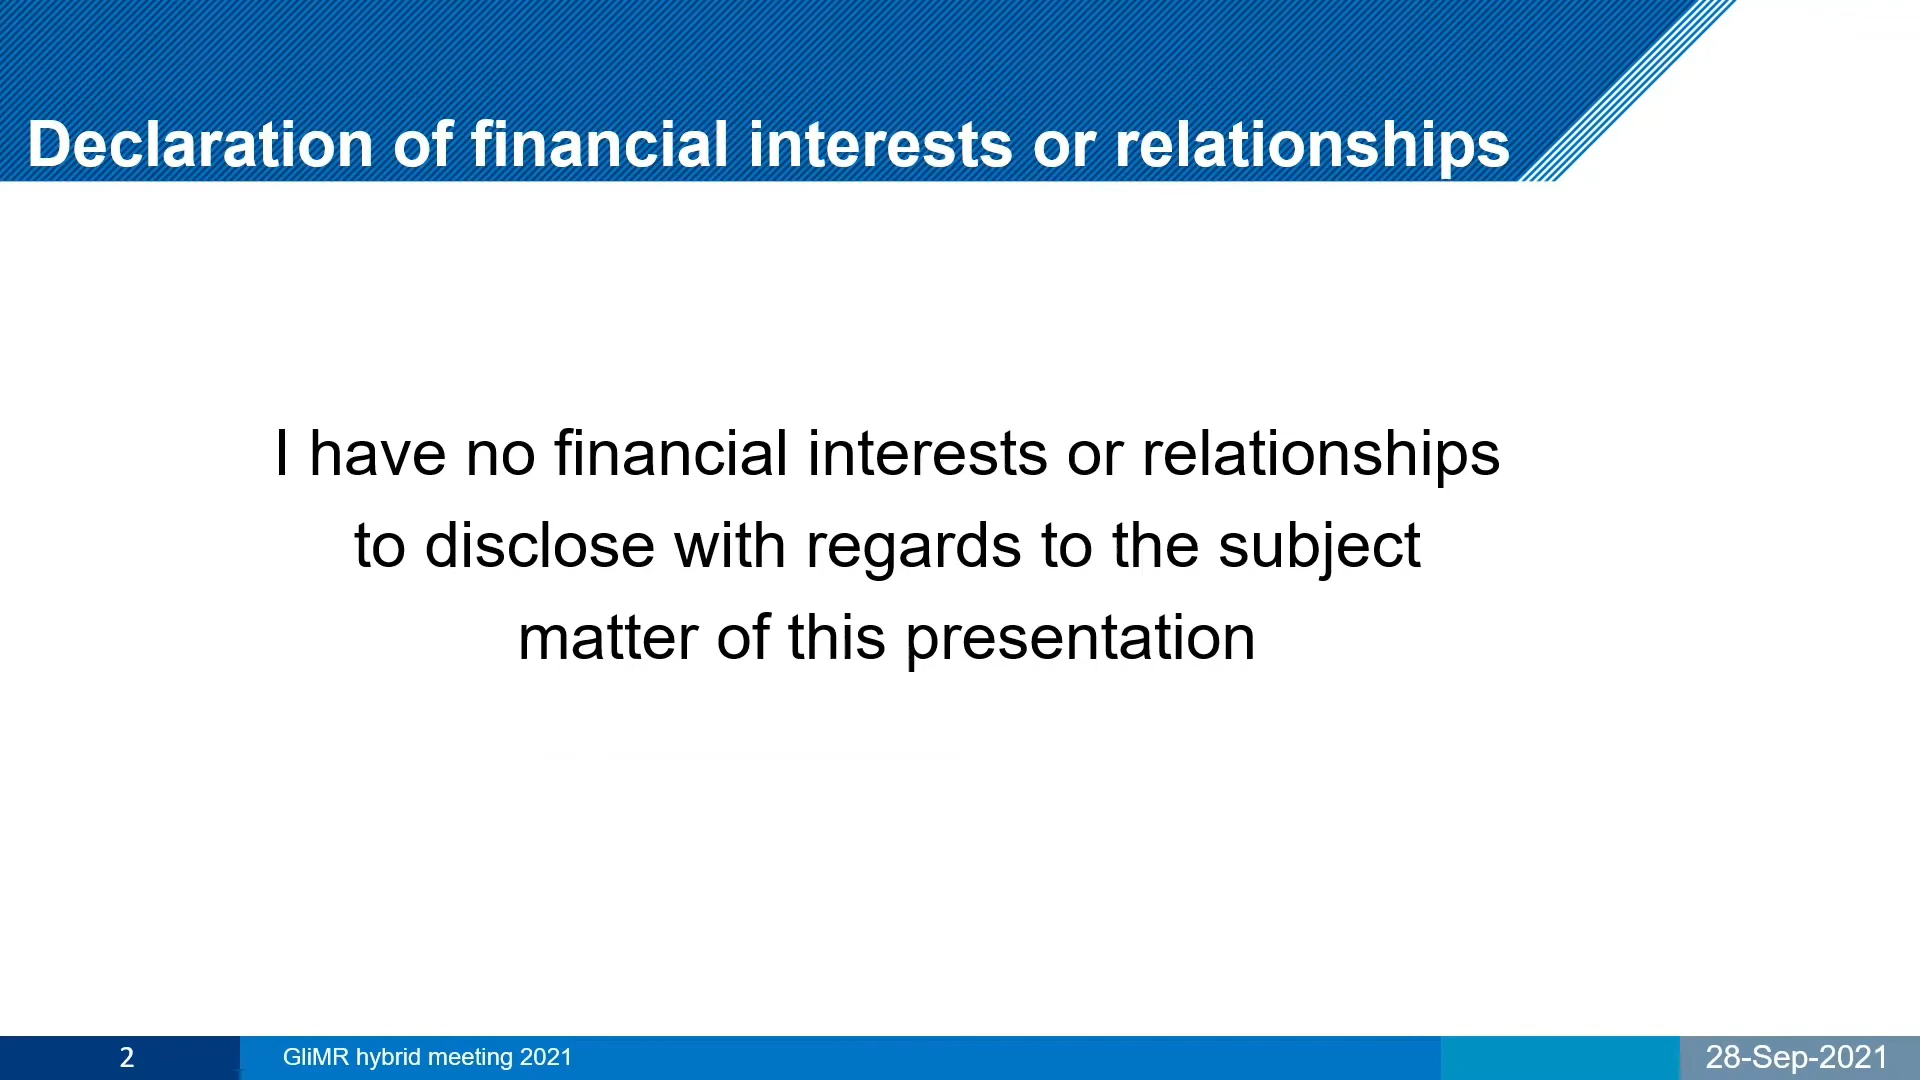 Declaration of financial interests or relationships
I have no financial interests or relationships
to disclose with regards to the subject
matter of this presentation
2
GliMR hybrid meeting 2021
28-Sep-2021